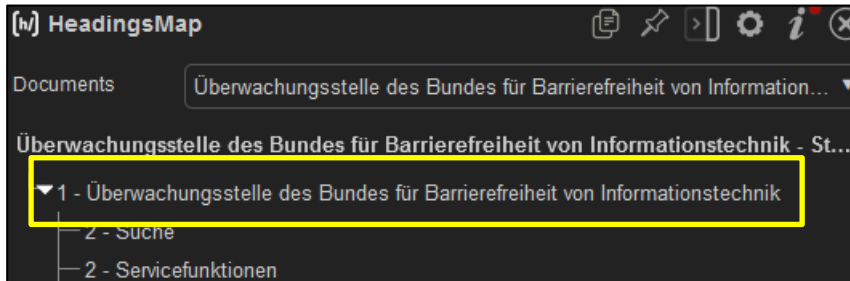 [h/] HeadingsMap
Documents
Überwachungsstelle des Bundes für Barrierefreiheit von Information...
Überwachungsstelle des Bundes für Barrierefreiheit von Informationstechnik - St...
1 - Überwachungsstelle des Bundes für Barrierefreiheit von Informationstechnik
2 - Suche
2 - Servicefunktionen